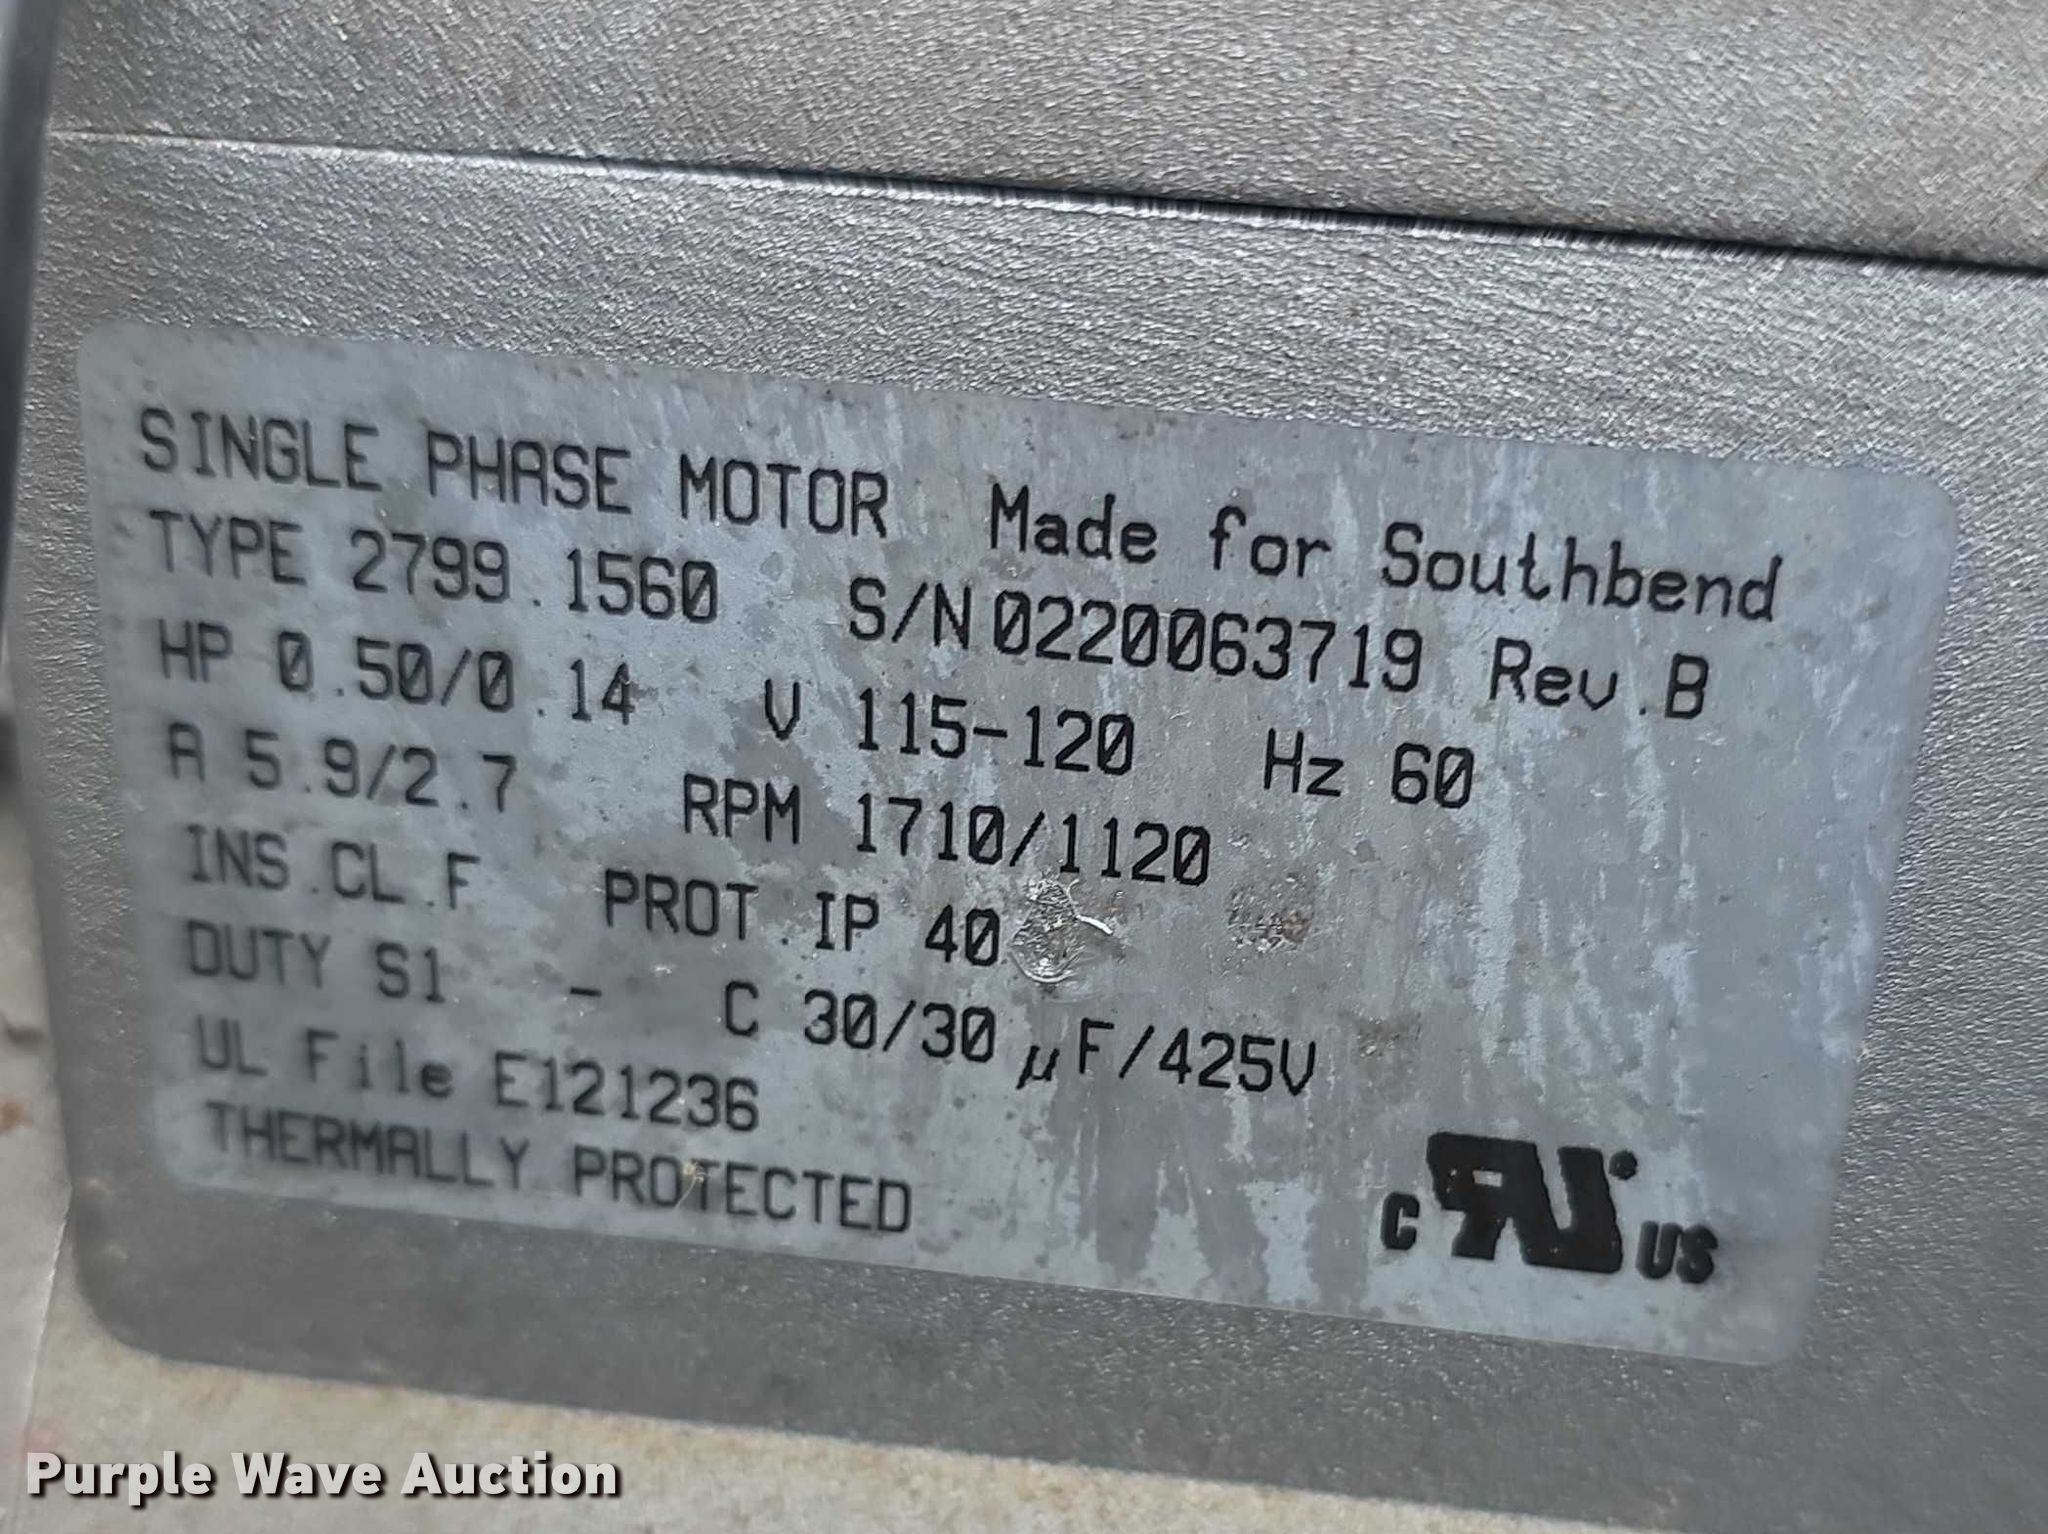 SINGLE PHASE MOTOR Made for Southbend
TYPE 2799.1560 S/N 0220063719 Rev.B
HP 0.50/0.14 V 115-120 Hz 60
A 5.9/2.7 RPM 1710/1120
INS.CL.F PROT.IP 40
DUTY S1 - C 30/30 µF/425V
UL File E121236
THERMALLY PROTECTED
c RU US
Purple Wave Auction